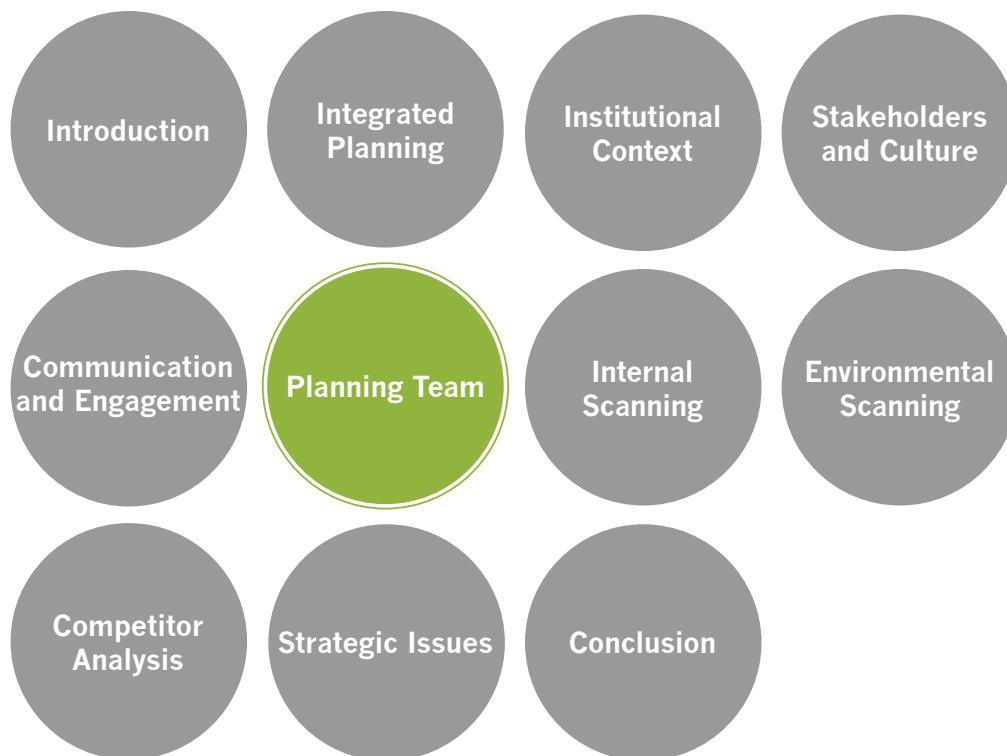 Introduction
Integrated
Planning
Institutional
Context
Stakeholders
and Culture
Communication
and Engagement
Planning Team
Internal
Scanning
Environmental
Scanning
Competitor
Analysis
Strategic Issues
Conclusion